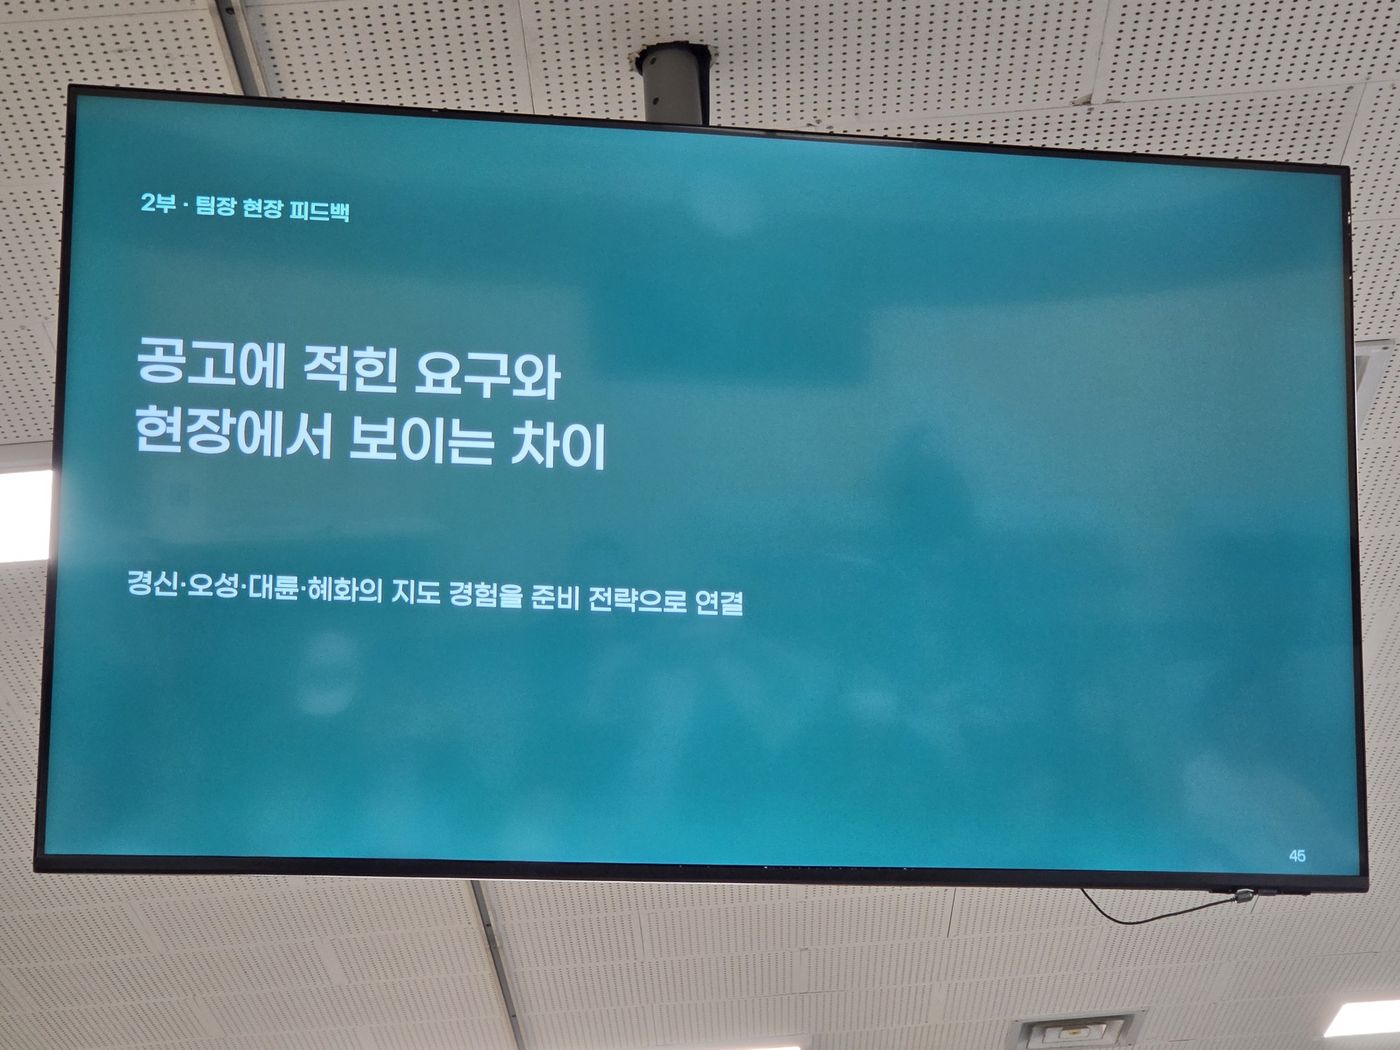 2부 · 팀장 현장 피드백
공고에 적힌 요구와
현장에서 보이는 차이
경신·오성·대륜·혜화의 지도 경험을 준비 전략으로 연결
45